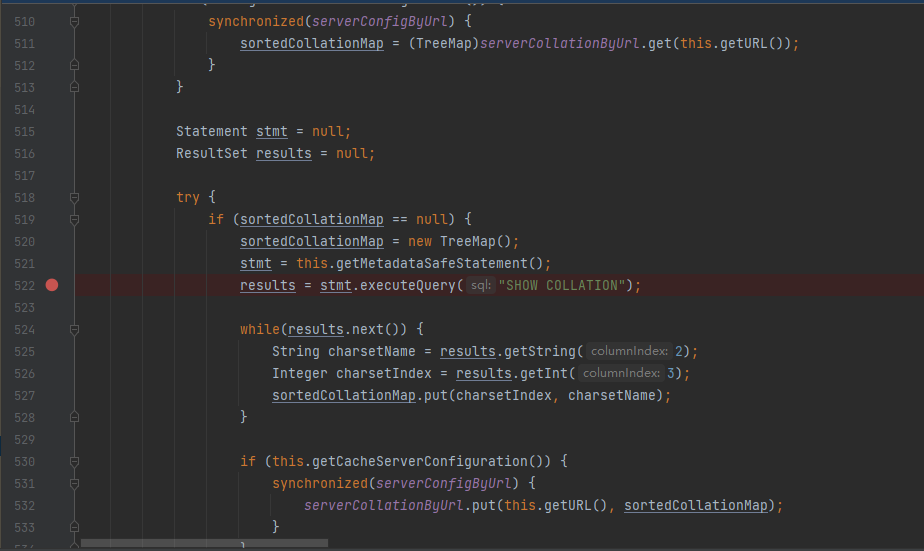 510 synchronized(serverConfigByUrl) {
511 sortedCollationMap = (TreeMap)serverCollationByUrl.get(this.getURL());
512 }
513 }
514
515 Statement stmt = null;
516 ResultSet results = null;
517
518 try {
519 if (sortedCollationMap == null) {
520 sortedCollationMap = new TreeMap();
521 stmt = this.getMetadataSafeStatement();
522 results = stmt.executeQuery( sql: "SHOW COLLATION");
523
524 while(results.next()) {
525 String charsetName = results.getString( columnIndex: 2);
526 Integer charsetIndex = results.getInt( columnIndex: 3);
527 sortedCollationMap.put(charsetIndex, charsetName);
528 }
529
530 if (this.getCacheServerConfiguration()) {
531 synchronized(serverConfigByUrl) {
532 serverCollationByUrl.put(this.getURL(), sortedCollationMap);
533 }